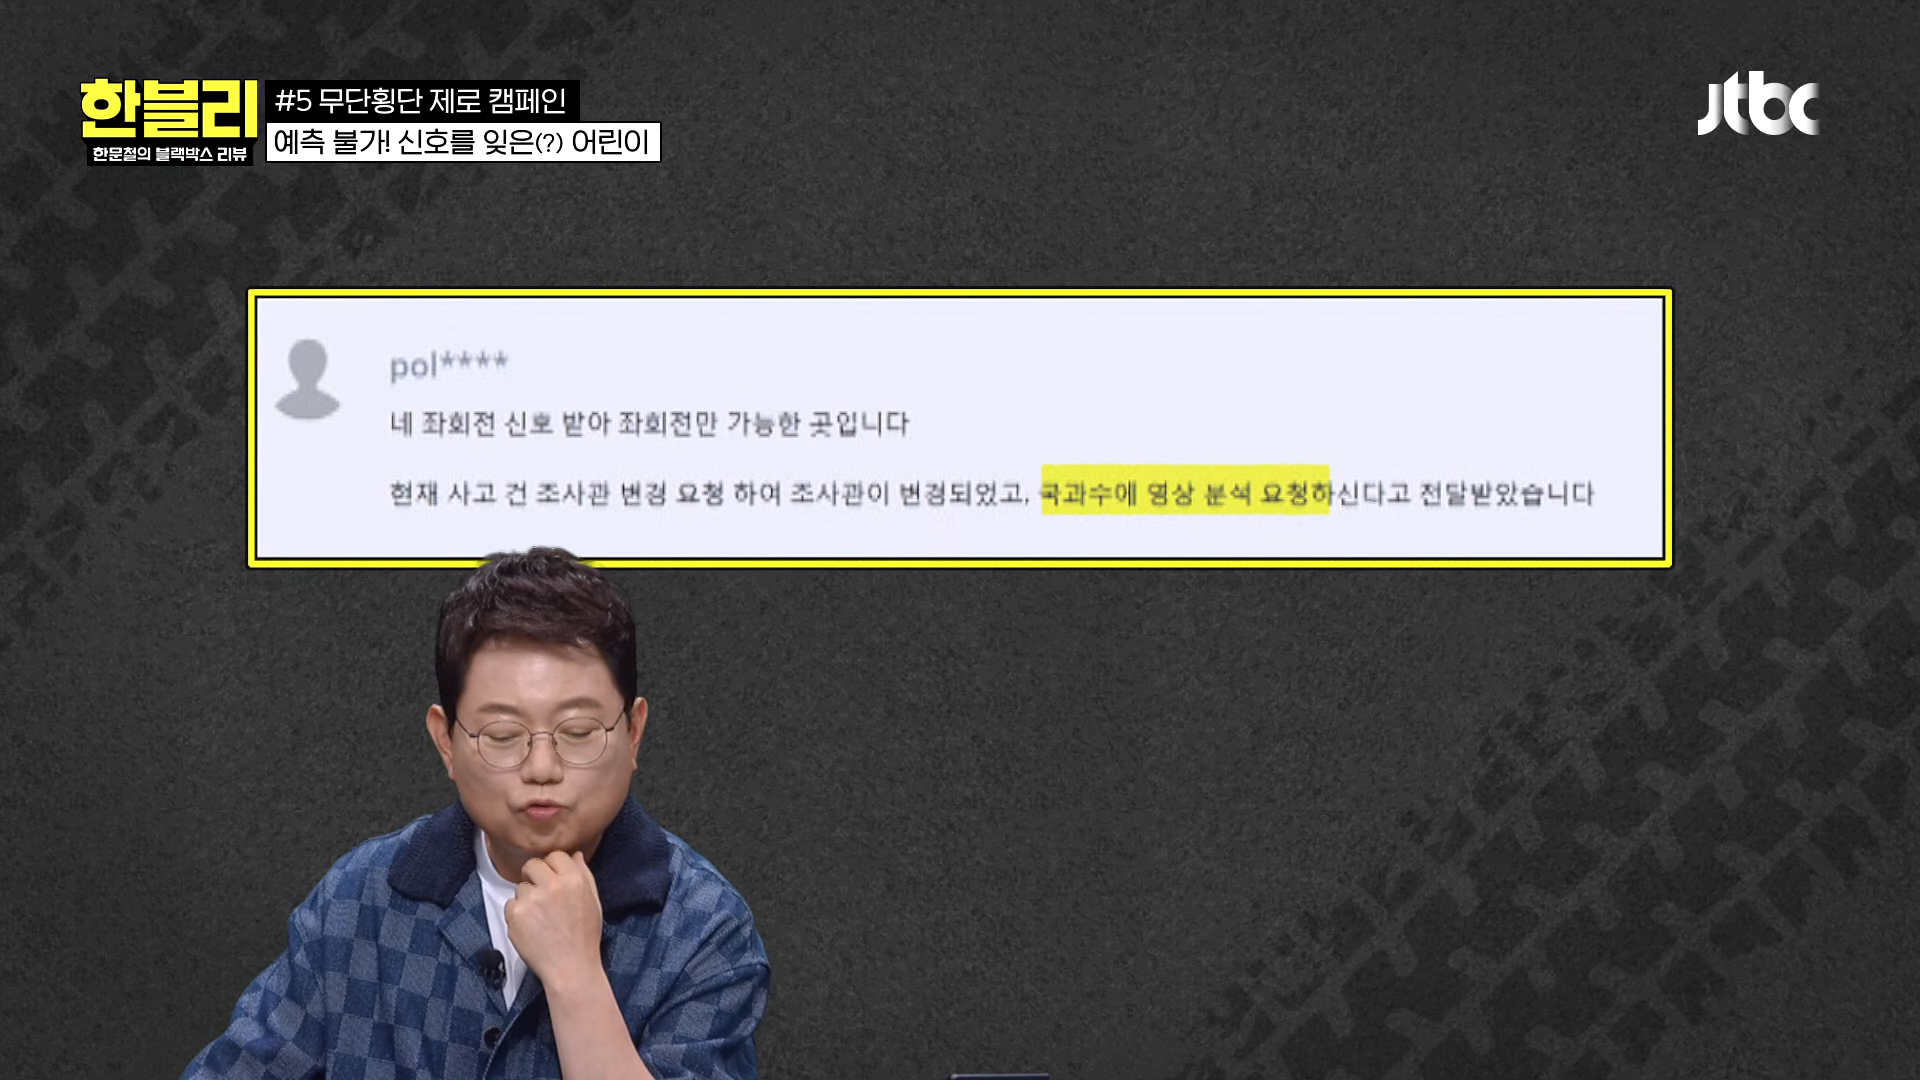 한블리
한문철의 블랙박스 리뷰
#5 무단횡단 제로 캠페인
예측 불가! 신호를 잊은(?) 어린이
jtbc
pol****
네 좌회전 신호 받아 좌회전만 가능한 곳입니다
현재 사고 건 조사관 변경 요청 하여 조사관이 변경되었고, 국과수에 영상 분석 요청하신다고 전달받았습니다